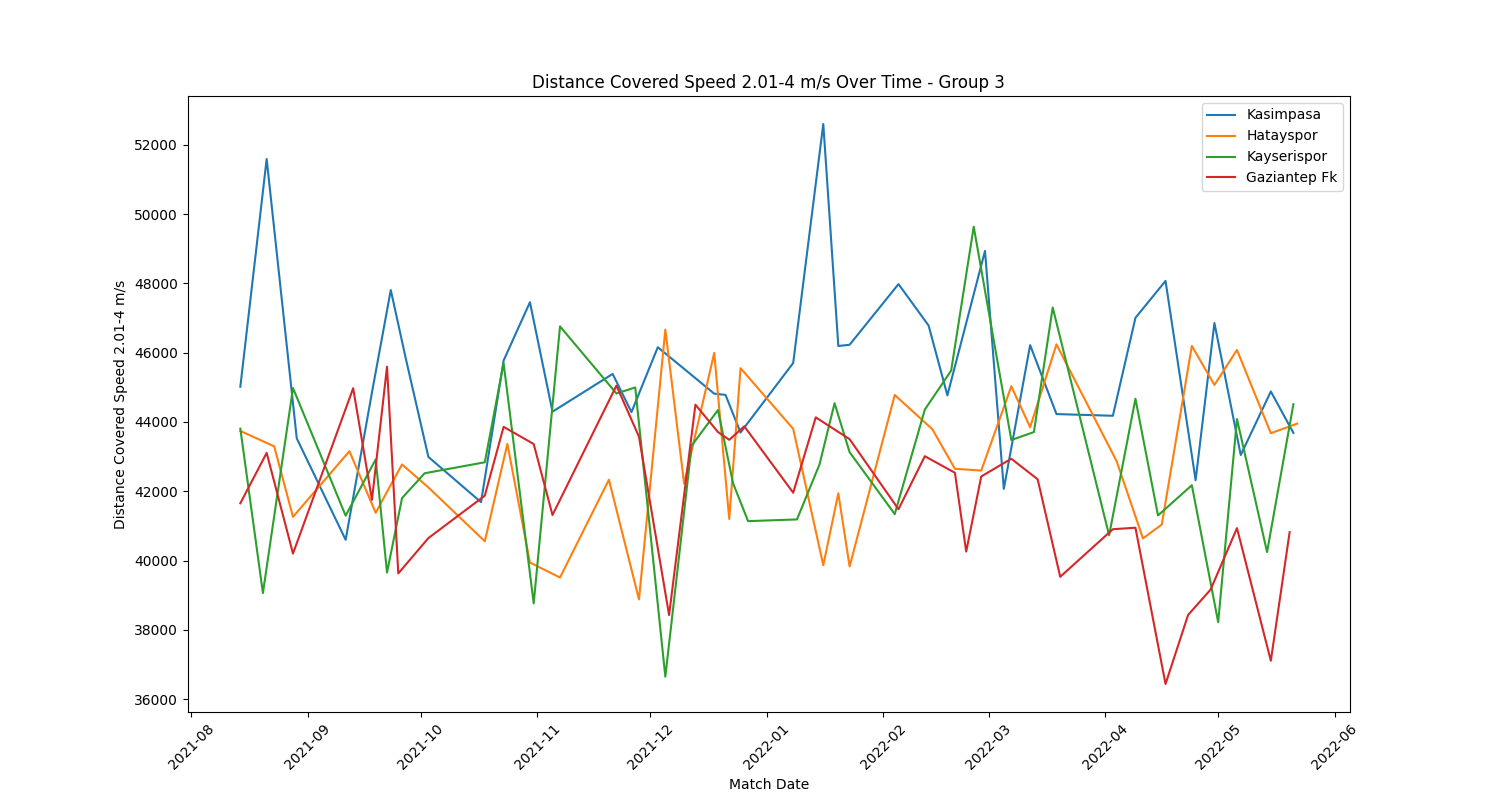 Distance Covered Speed 2.01-4 m/s Over Time - Group 3
Kasimpasa
Hatayspor
Kayserispor
Gaziantep Fk
Distance Covered Speed 2.01-4 m/s
52000
50000
48000
46000
44000
42000
40000
38000
36000
2021-08
2021-09
2021-10
2021-11
2021-12
2022-01
2022-02
2022-03
2022-04
2022-05
2022-06
Match Date